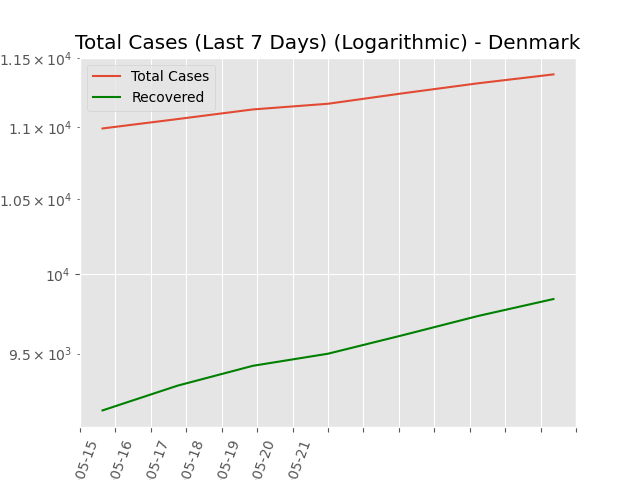 Total Cases (Last 7 Days) (Logarithmic) - Denmark
1.15 × 10⁴
1.1 × 10⁴
1.05 × 10⁴
10⁴
9.5 × 10³
Total Cases
Recovered
05-15
05-16
05-17
05-18
05-19
05-20
05-21